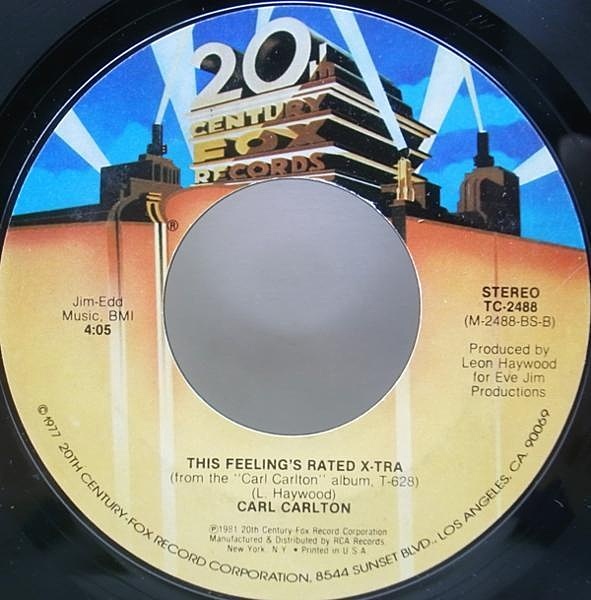 20th
CENTURY
FOX
RECORDS
®
Jim-Edd
Music, BMI
4:05
STEREO
TC-2488
(M-2488-BS-B)
Produced by
Leon Haywood
for Eve Jim
Productions
THIS FEELING'S RATED X-TRA
(from the "Carl Carlton" album, T-628)
(L. Haywood)
CARL CARLTON
℗1981 20th Century-Fox Record Corporation
Manufactured & Distributed by RCA Records.
New York. N.Y. • Printed in U.S.A.
©1977 20TH CENTURY-FOX RECORD CORPORATION, 8544 SUNSET BLVD., LOS ANGELES, CA. 90069